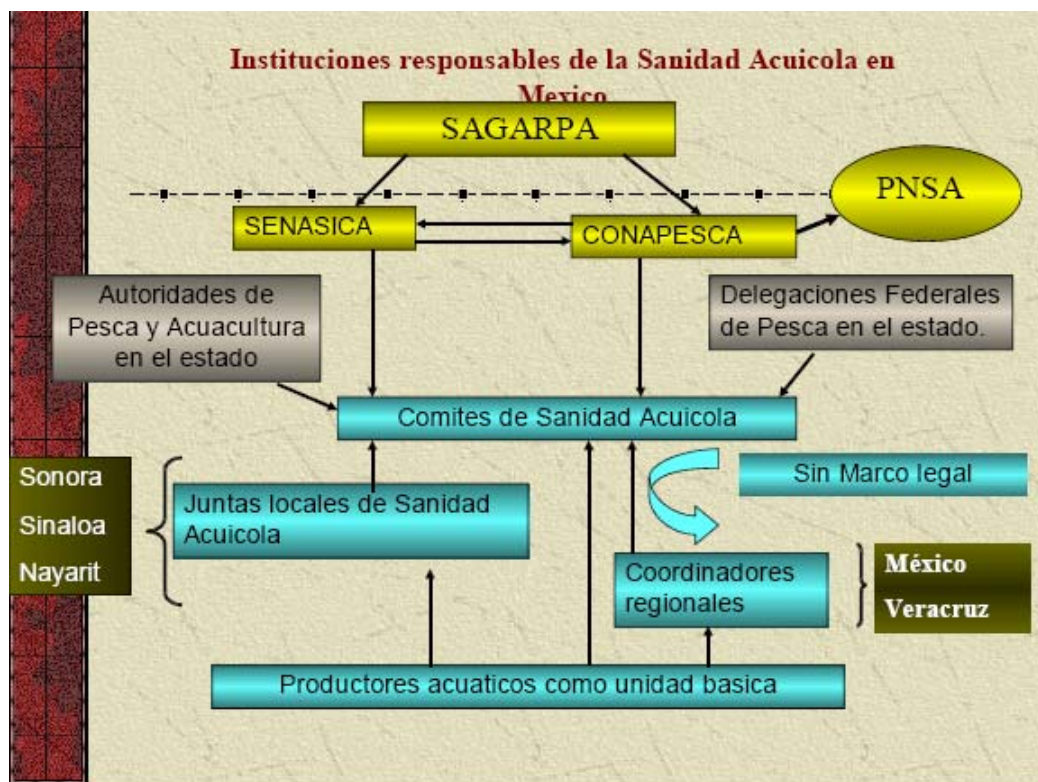 Instituciones responsables de la Sanidad Acuicola en
Mexico
SAGARPA
PNSA
SENASICA
CONAPESCA
Autoridades de
Pesca y Acuacultura
en el estado
Delegaciones Federales
de Pesca en el estado.
Comites de Sanidad Acuicola
Sonora
Sinaloa
Nayarit
Juntas locales de Sanidad
Acuicola
Sin Marco legal
Coordinadores
regionales
México
Veracruz
Productores acuaticos como unidad basica